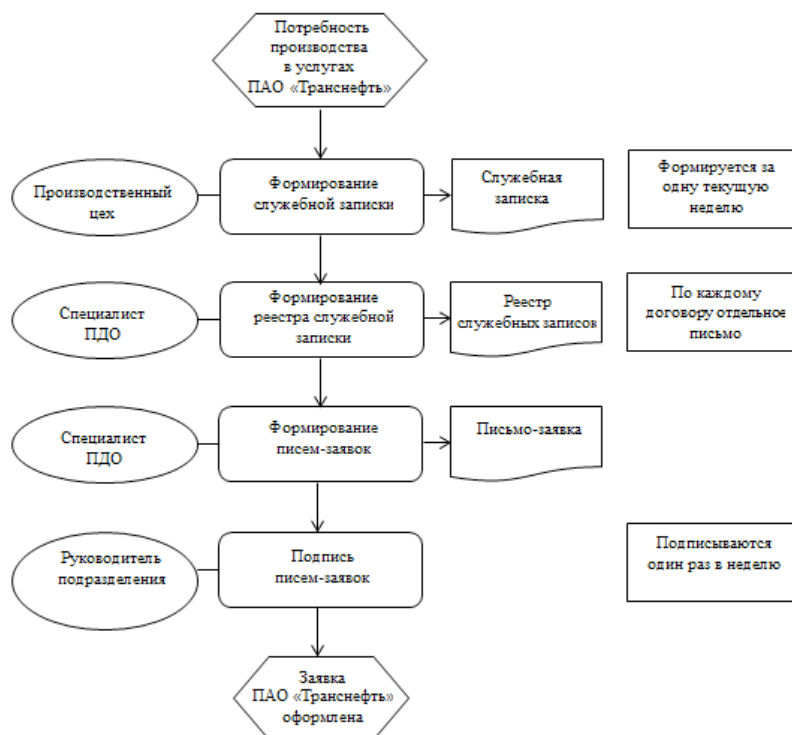 Потребность
производства
в услугах
ПАО «Транснефть»
Производственный
цех
Формирование
служебной записки
Служебная
записка
Формируется за
одну текущую
неделю
Специалист
ПДО
Формирование
реестра служебной
записки
Реестр
служебных записов
По каждому
договору отдельное
письмо
Специалист
ПДО
Формирование
писем-заявок
Письмо-заявка
Руководитель
подразделения
Подпись
писем-заявок
Подписываются
один раз в неделю
Заявка
ПАО «Транснефть»
оформлена